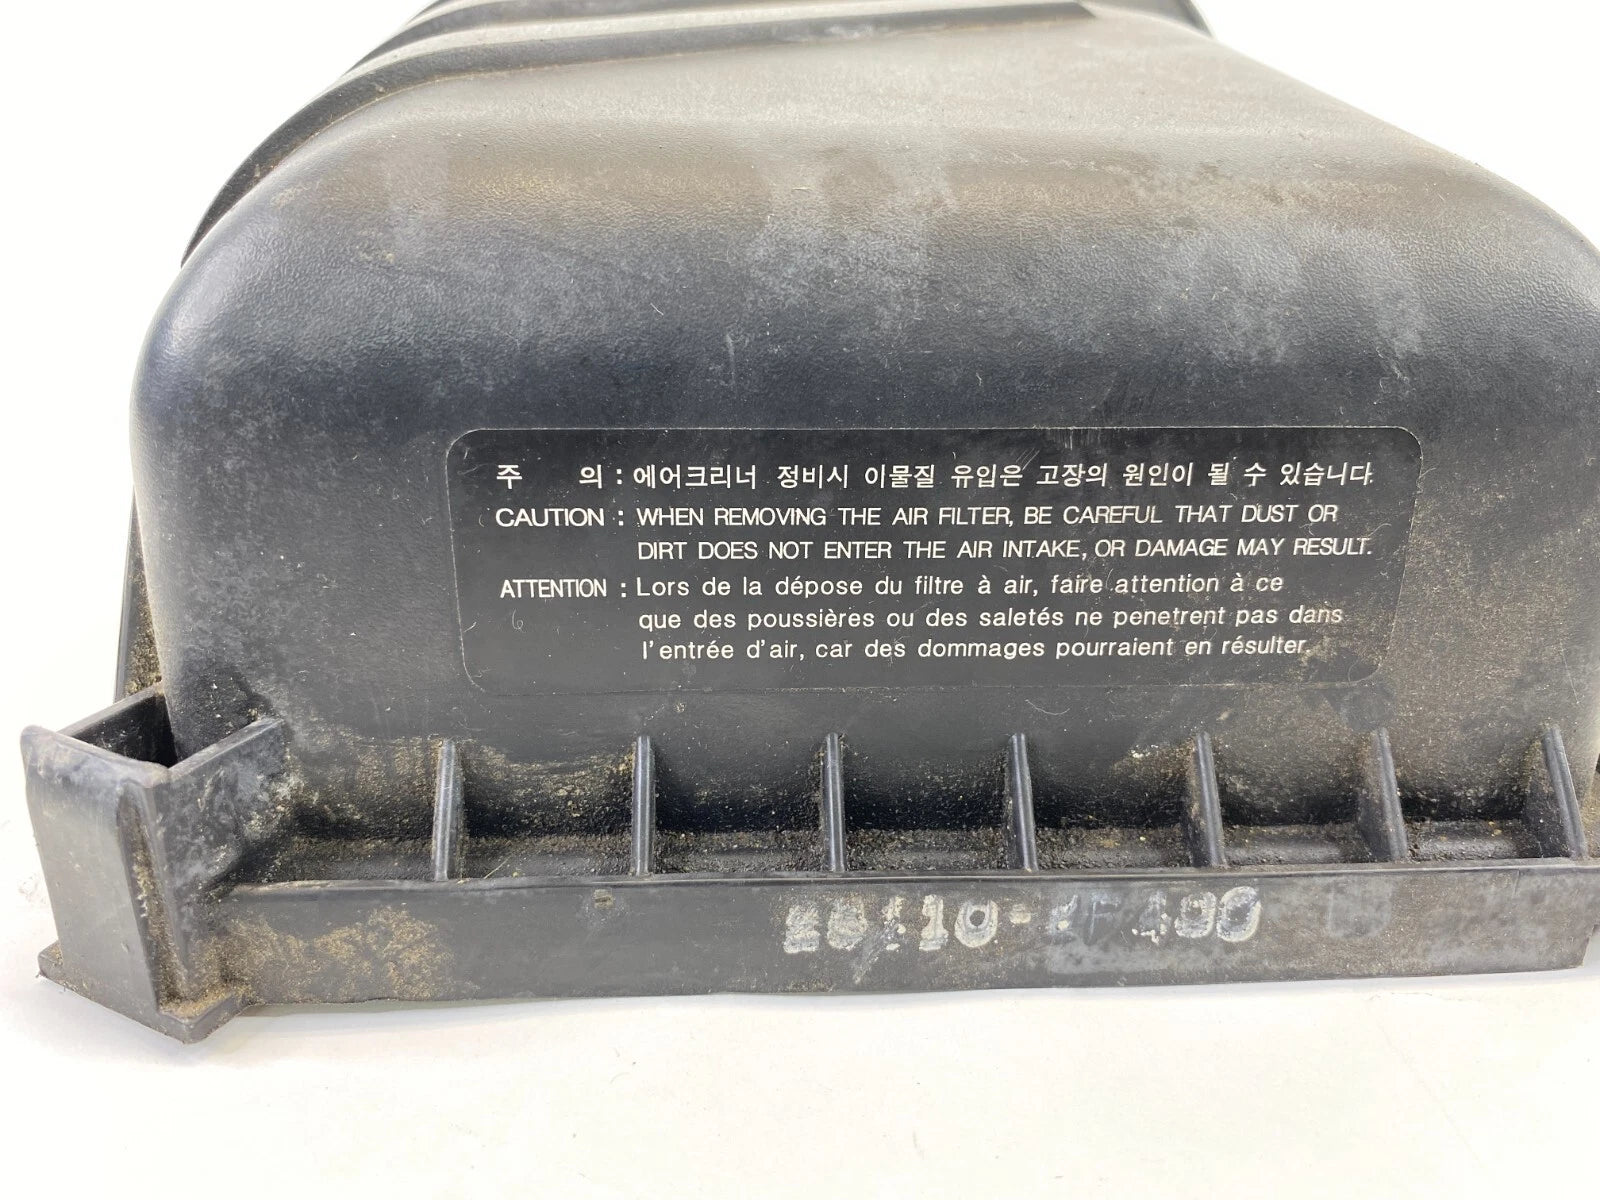 주 의 : 에어크리너 정비시 이물질 유입은 고장의 원인이 될 수 있습니다.
CAUTION : WHEN REMOVING THE AIR FILTER, BE CAREFUL THAT DUST OR
DIRT DOES NOT ENTER THE AIR INTAKE, OR DAMAGE MAY RESULT.
ATTENTION : Lors de la dépose du filtre à air, faire attention à ce
que des poussières ou des saletés ne penetrent pas dans
l'entrée d'air, car des dommages pourraient en résulter.